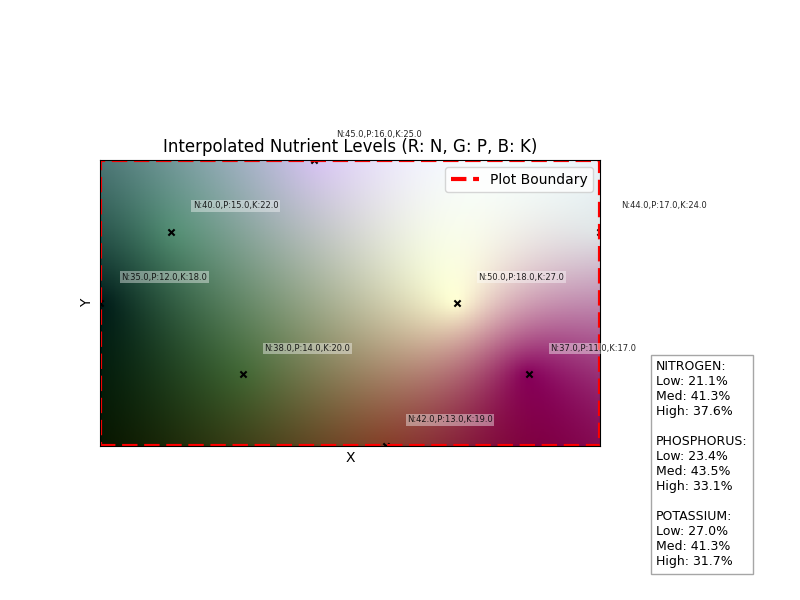 N:45.0,P:16.0,K:25.0
Interpolated Nutrient Levels (R: N, G: P, B: K)
Plot Boundary
N:40.0,P:15.0,K:22.0
N:44.0,P:17.0,K:24.0
N:35.0,P:12.0,K:18.0
N:50.0,P:18.0,K:27.0
Y
N:38.0,P:14.0,K:20.0
N:37.0,P:11.0,K:17.0
N:42.0,P:13.0,K:19.0
X
NITROGEN:
Low: 21.1%
Med: 41.3%
High: 37.6%
PHOSPHORUS:
Low: 23.4%
Med: 43.5%
High: 33.1%
POTASSIUM:
Low: 27.0%
Med: 41.3%
High: 31.7%